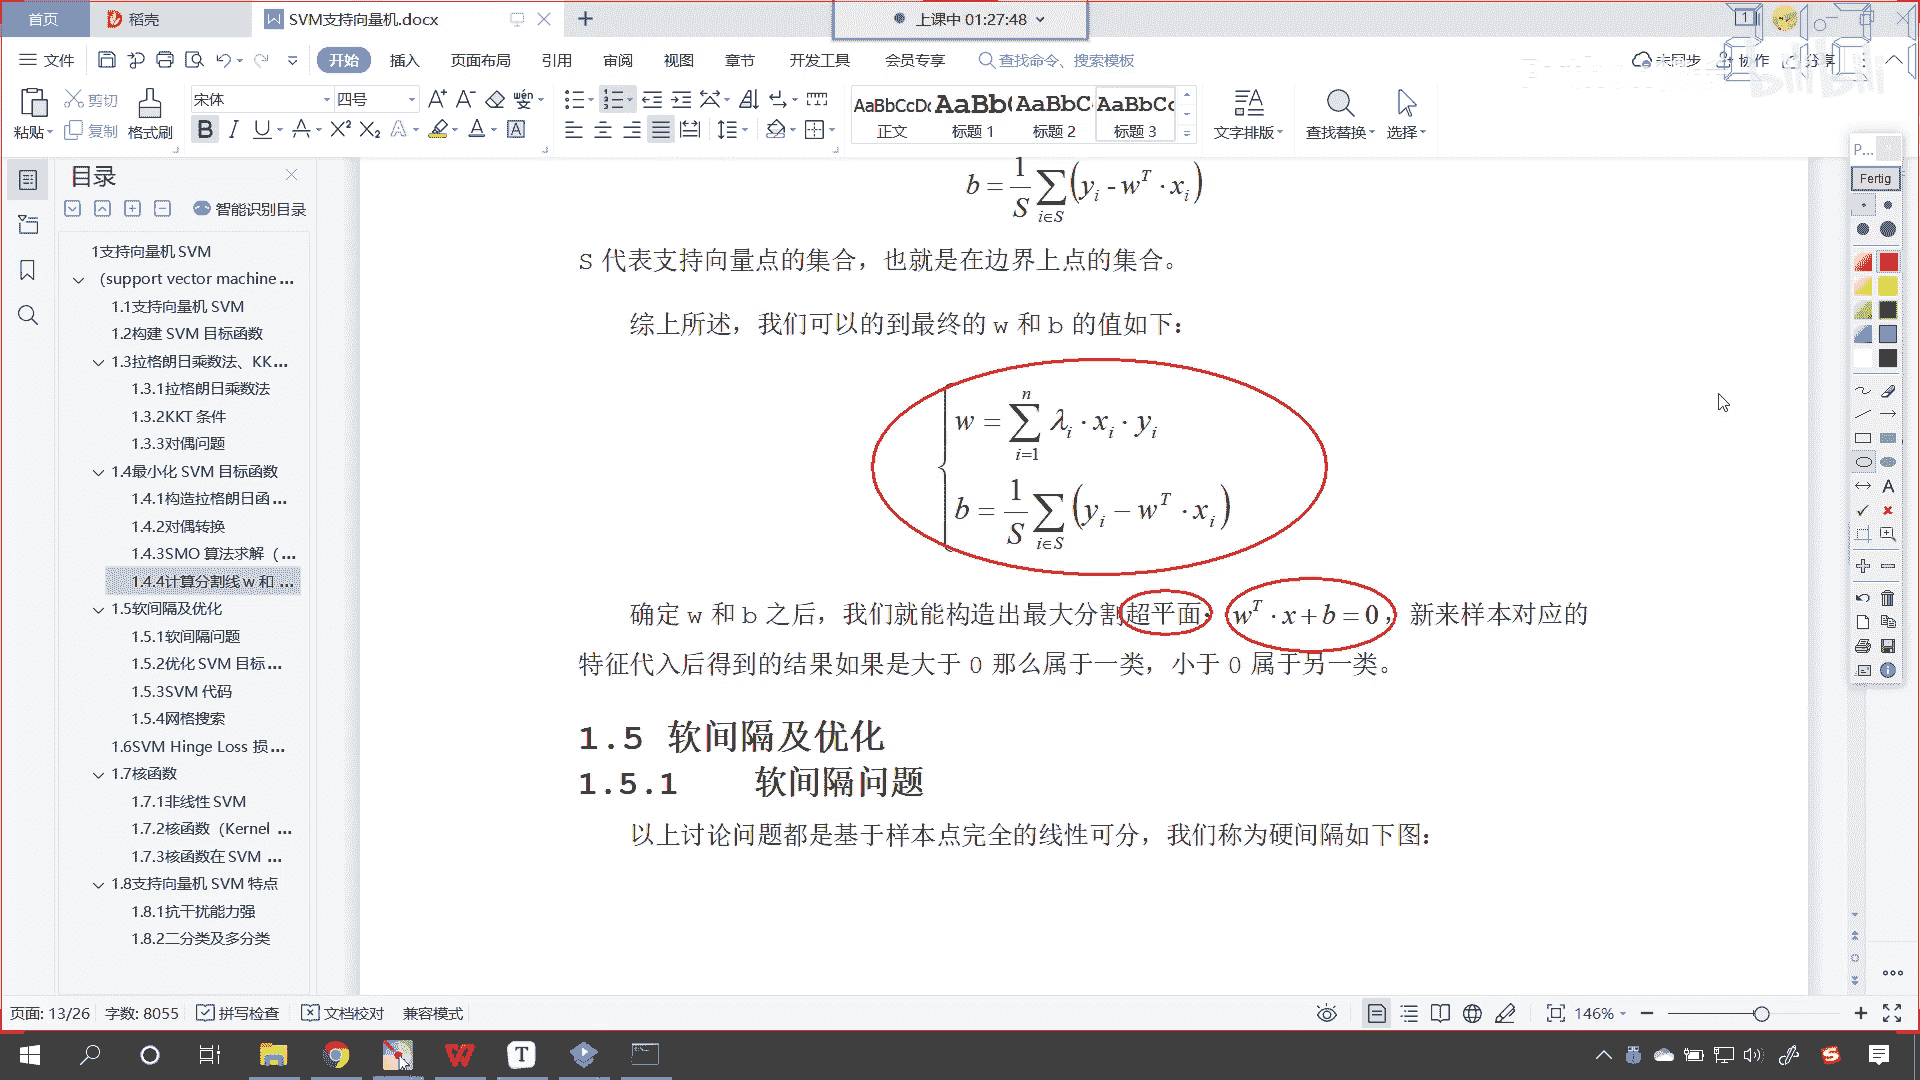 首页 稻壳 SVM支持向量机.docx 上课中 01:27:48
文件 开始 插入 页面布局 引用 审阅 视图 章节 开发工具 会员专享 查找命令、搜索模板 未同步 协作 分享
粘贴 剪切 复制 格式刷 宋体 四号
AaBbCcDc AaBb( AaBbC AaBbCc
正文 标题 1 标题 2 标题 3 文字排版 查找替换 选择
目录
智能识别目录
1支持向量机 SVM
(support vector machine ...
1.1支持向量机 SVM
1.2构建 SVM 目标函数
1.3拉格朗日乘数法、KK...
1.3.1拉格朗日乘数法
1.3.2KKT 条件
1.3.3对偶问题
1.4最小化 SVM 目标函数
1.4.1构造拉格朗日函 ...
1.4.2对偶转换
1.4.3SMO 算法求解（ ...
1.4.4计算分割线 w 和 ...
1.5软间隔及优化
1.5.1软间隔问题
1.5.2优化 SVM 目标...
1.5.3SVM 代码
1.5.4网格搜索
1.6SVM Hinge Loss 损...
1.7核函数
1.7.1非线性 SVM
1.7.2核函数（Kernel ...
1.7.3核函数在 SVM ...
1.8支持向量机 SVM 特点
1.8.1抗干扰能力强
1.8.2二分类及多分类
b = 1/S ∑_{i∈S} (y_i - w^T · x_i)
S 代表支持向量点的集合，也就是在边界上点的集合。
综上所述，我们可以的到最终的 w 和 b 的值如下：
w = ∑_{i=1}^{n} λ_i · x_i · y_i
b = 1/S ∑_{i∈S} (y_i − w^T · x_i)
确定 w 和 b 之后，我们就能构造出最大分割超平面：w^T · x + b = 0，新来样本对应的
特征代入后得到的结果如果是大于 0 那么属于一类，小于 0 属于另一类。
1.5 软间隔及优化
1.5.1 软间隔问题
以上讨论问题都是基于样本点完全的线性可分，我们称为硬间隔如下图：
P...
Fertig
页面: 13/26 字数: 8055 拼写检查 文档校对 兼容模式 146%